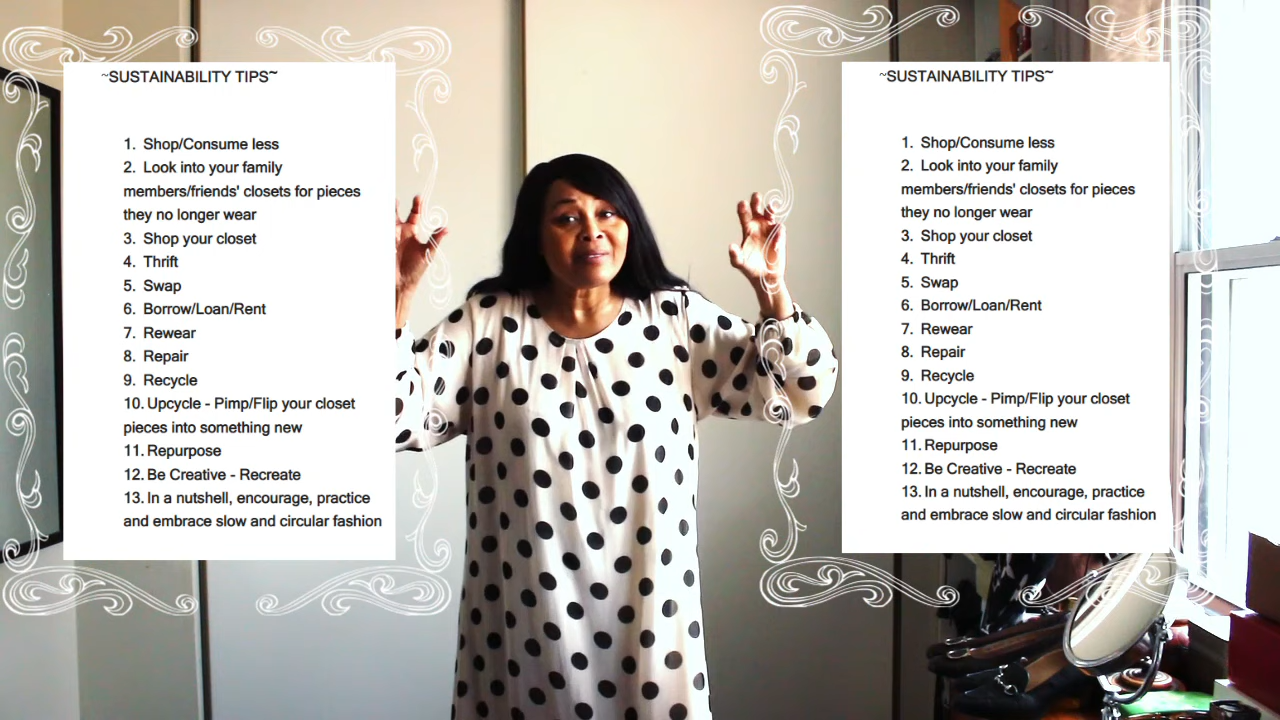 ~SUSTAINABILITY TIPS~
1. Shop/Consume less
2. Look into your family
members/friends' closets for pieces
they no longer wear
3. Shop your closet
4. Thrift
5. Swap
6. Borrow/Loan/Rent
7. Rewear
8. Repair
9. Recycle
10. Upcycle - Pimp/Flip your closet
pieces into something new
11. Repurpose
12. Be Creative - Recreate
13. In a nutshell, encourage, practice
and embrace slow and circular fashion
~SUSTAINABILITY TIPS~
1. Shop/Consume less
2. Look into your family
members/friends' closets for pieces
they no longer wear
3. Shop your closet
4. Thrift
5. Swap
6. Borrow/Loan/Rent
7. Rewear
8. Repair
9. Recycle
10. Upcycle - Pimp/Flip your closet
pieces into something new
11. Repurpose
12. Be Creative - Recreate
13. In a nutshell, encourage, practice
and embrace slow and circular fashion